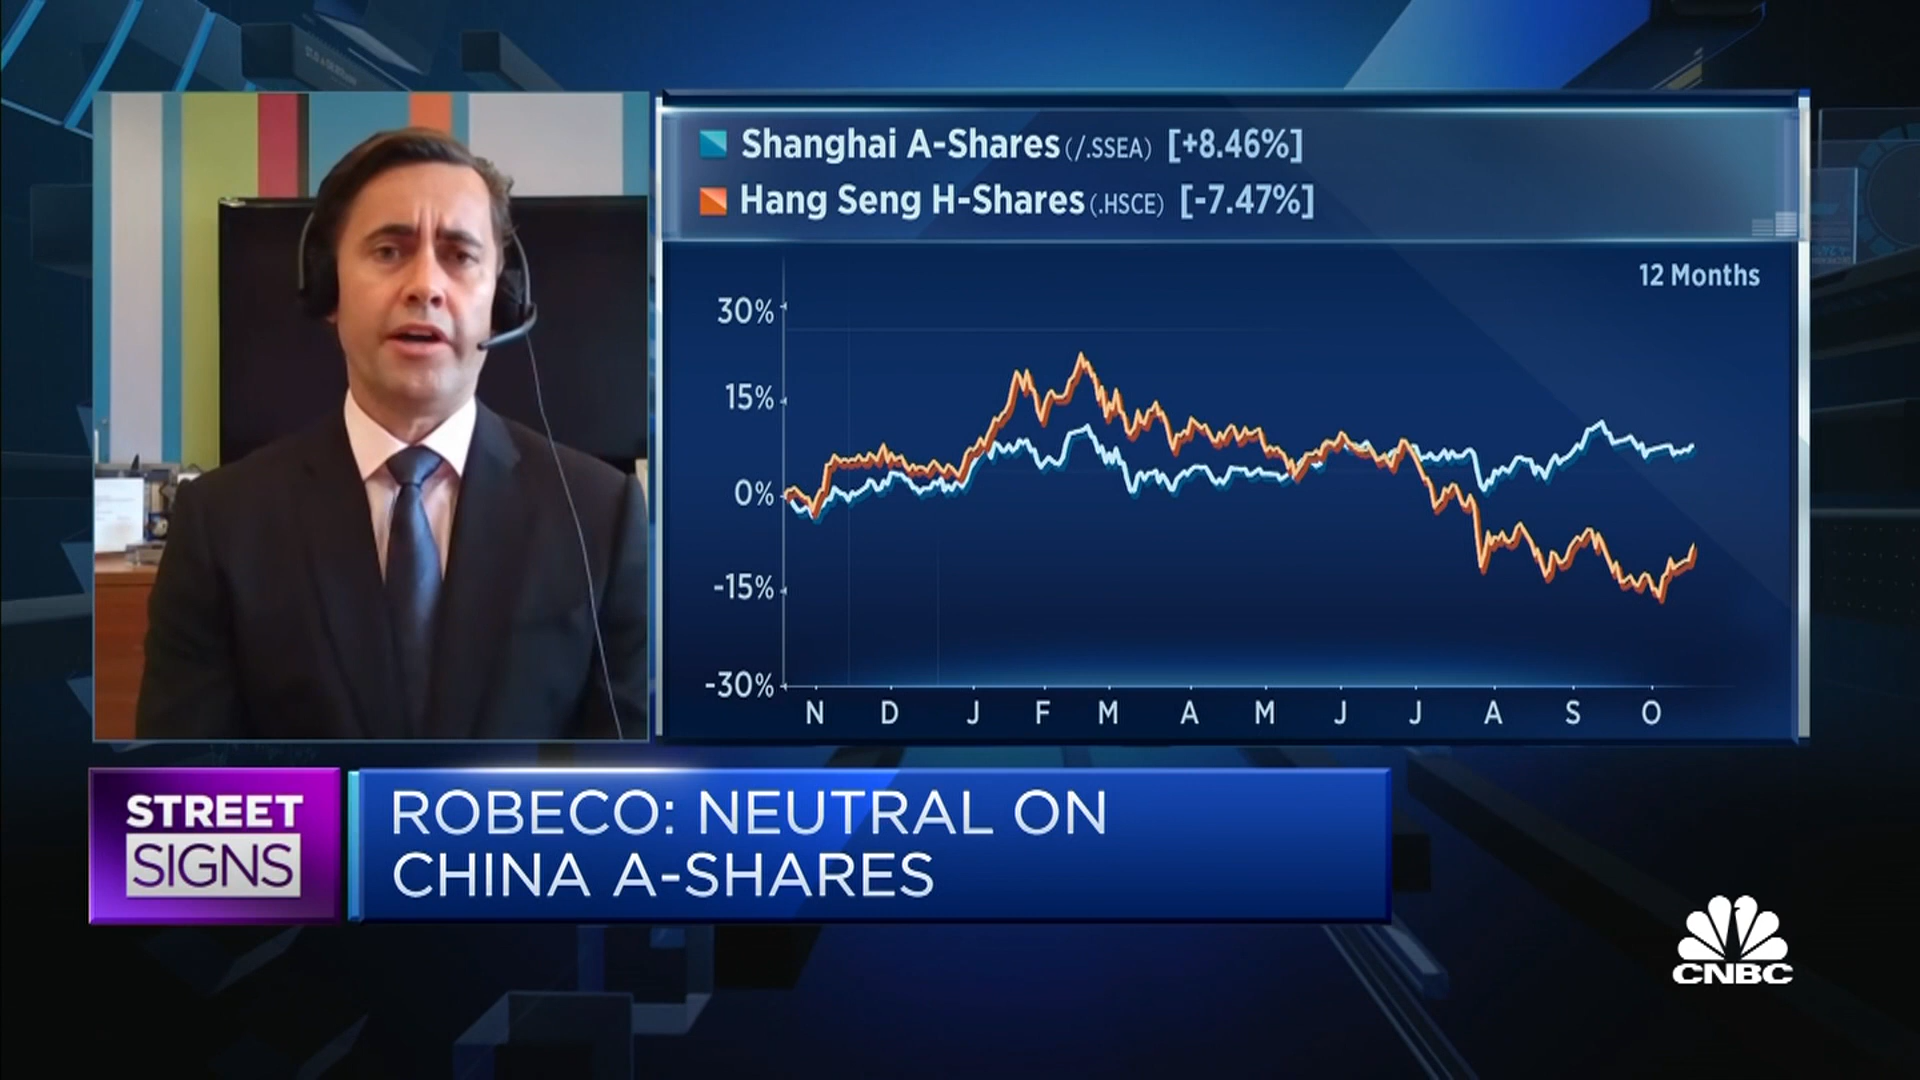 Shanghai A-Shares (/.SSEA) [+8.46%]
Hang Seng H-Shares (.HSCE) [-7.47%]
12 Months
30%
15%
0%
-15%
-30%
N D J F M A M J J A S O
STREET
SIGNS
ROBECO: NEUTRAL ON
CHINA A-SHARES
CNBC